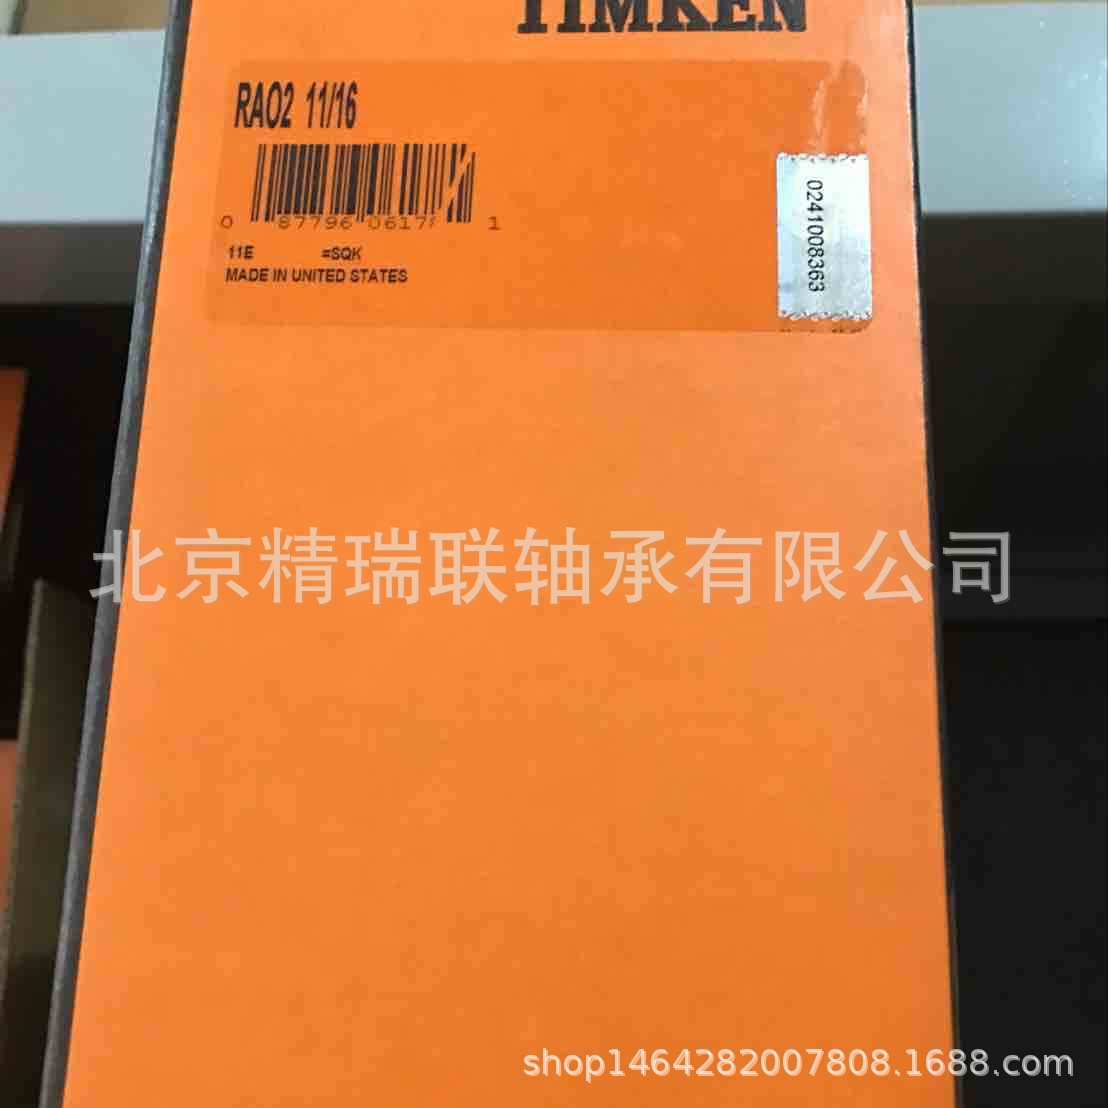 TIMKEN
RAO2 11/16
0 87796 0617 1
11E =SQK
MADE IN UNITED STATES
0241008363
北京精瑞联轴承有限公司
shop1464282007808.1688.com